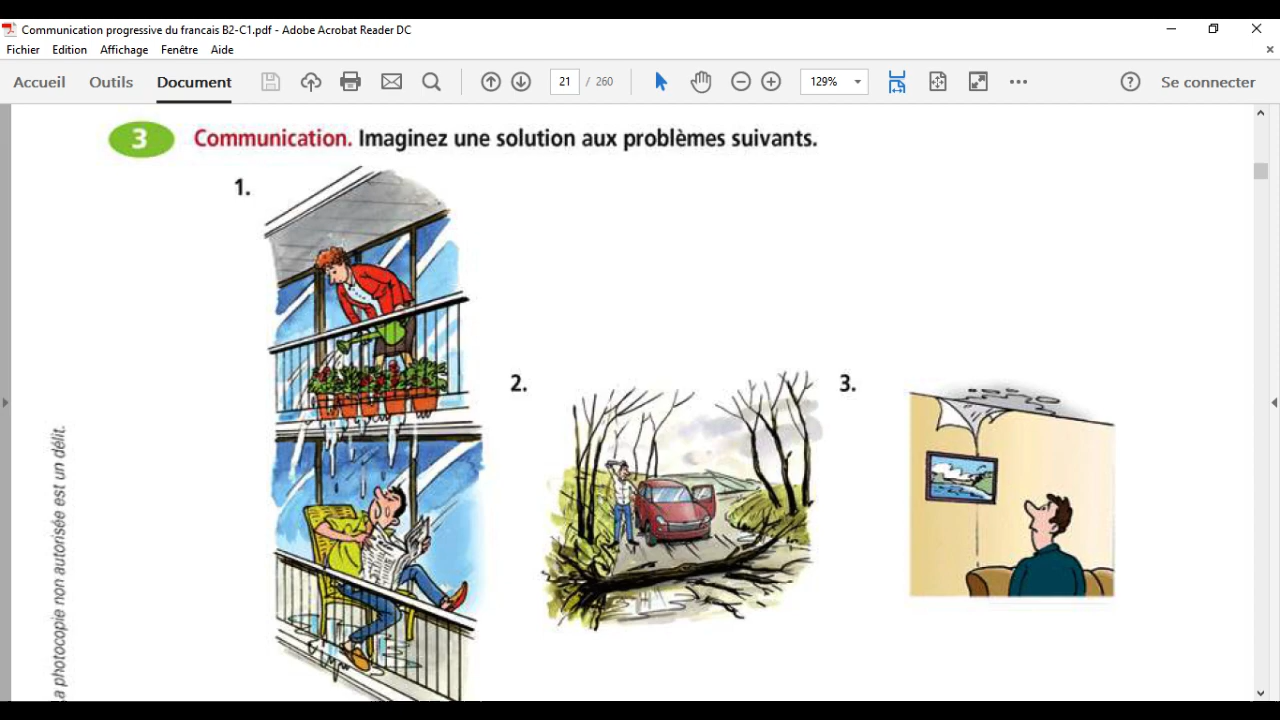 Communication progressive du francais B2-C1.pdf - Adobe Acrobat Reader DC
Fichier Edition Affichage Fenêtre Aide
Accueil Outils Document 21 / 260 129% Se connecter
3 Communication. Imaginez une solution aux problèmes suivants.
1.
2.
3.
a photocopie non autorisée est un délit.